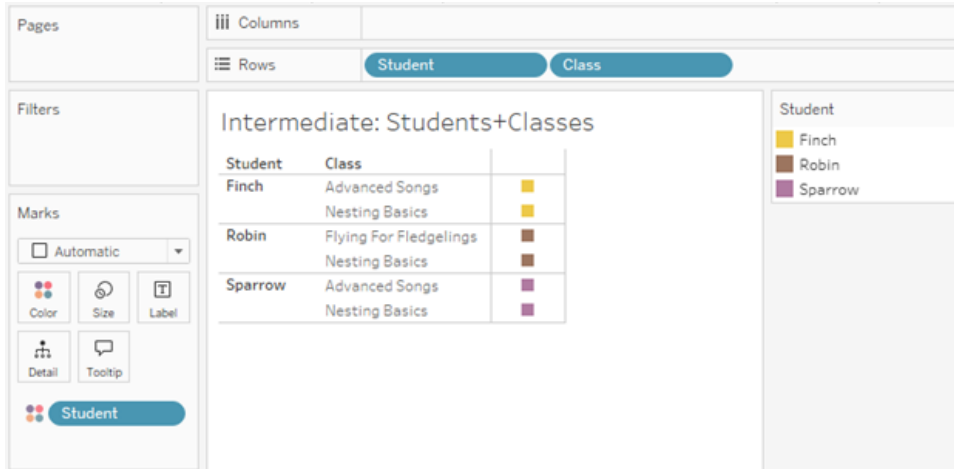 Pages
iii Columns
Rows Student Class
Filters
Intermediate: Students+Classes
Student Class
Finch Advanced Songs
Nesting Basics
Robin Flying For Fledgelings
Nesting Basics
Sparrow Advanced Songs
Nesting Basics
Student
Finch
Robin
Sparrow
Marks
Automatic
Color Size Label
Detail Tooltip
Student